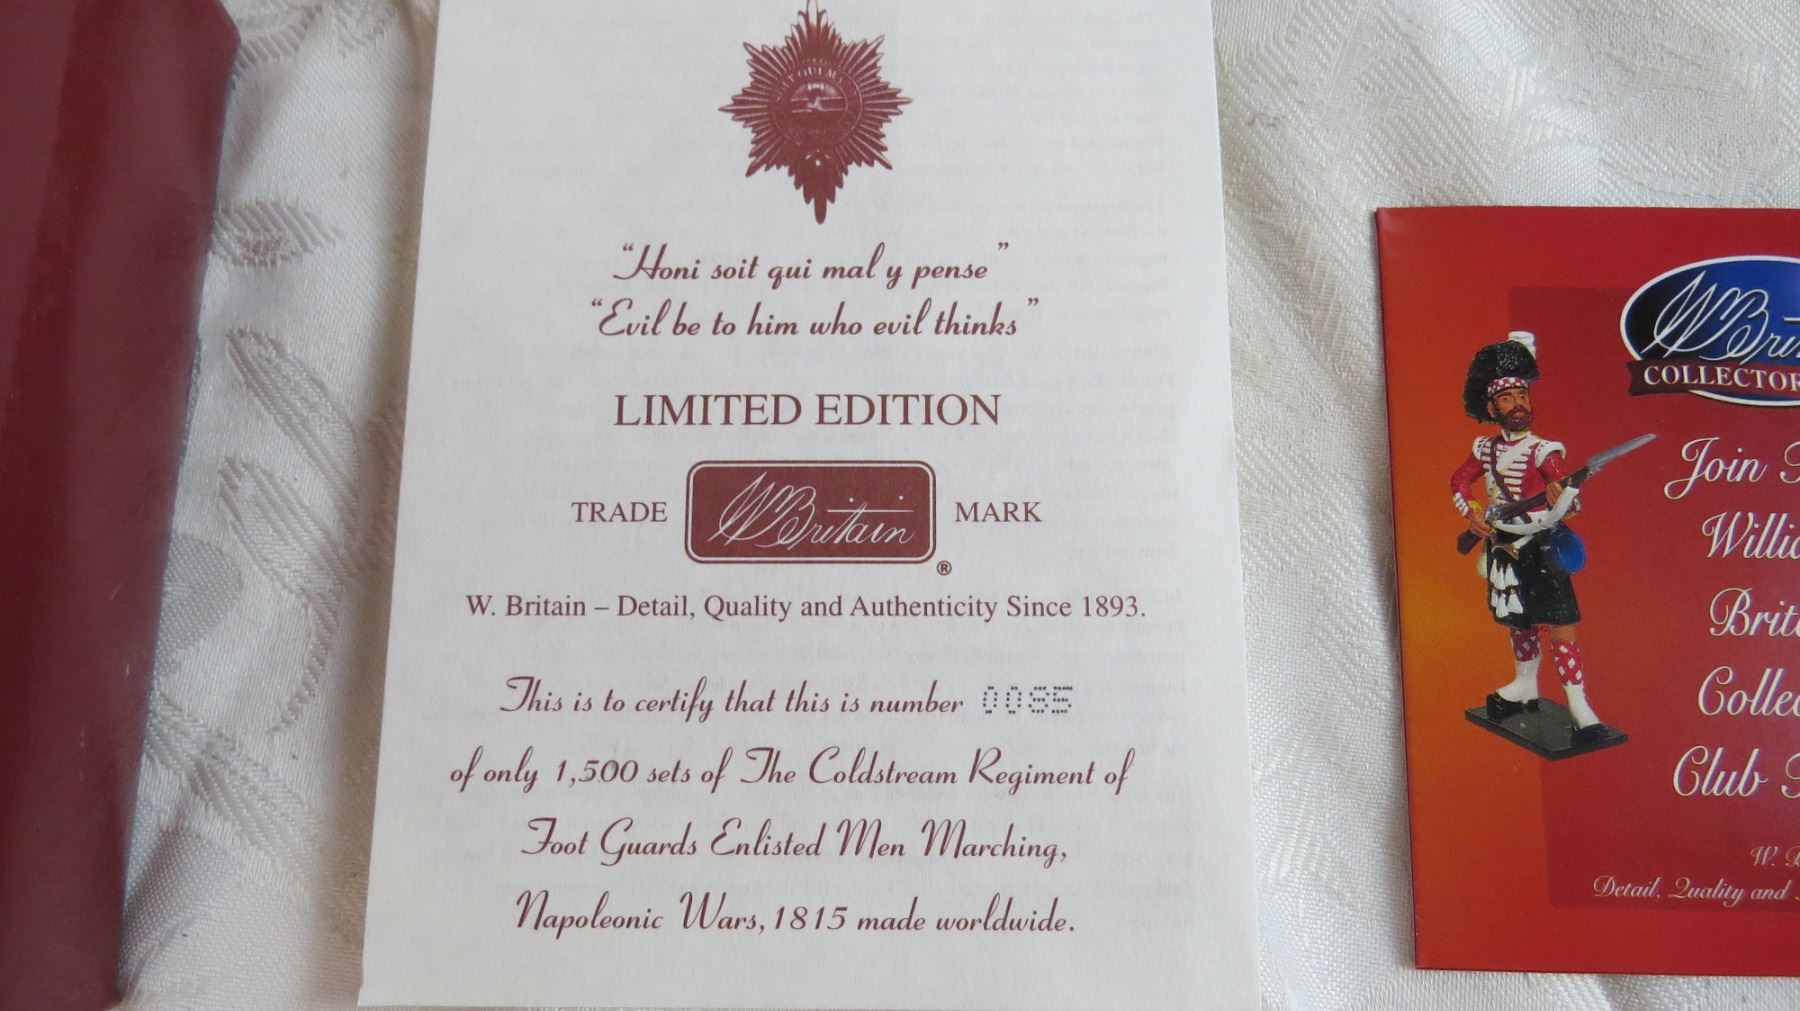 "Honi soit qui mal y pense"
"Evil be to him who evil thinks"
LIMITED EDITION
TRADE WBritain MARK
®
W. Britain – Detail, Quality and Authenticity Since 1893.
This is to certify that this is number 0085
of only 1,500 sets of The Coldstream Regiment of
Foot Guards Enlisted Men Marching,
Napoleonic Wars, 1815 made worldwide.
COLLECTOR
Join
Willi
Brit
Colle
Club
W. B
Detail, Quality and